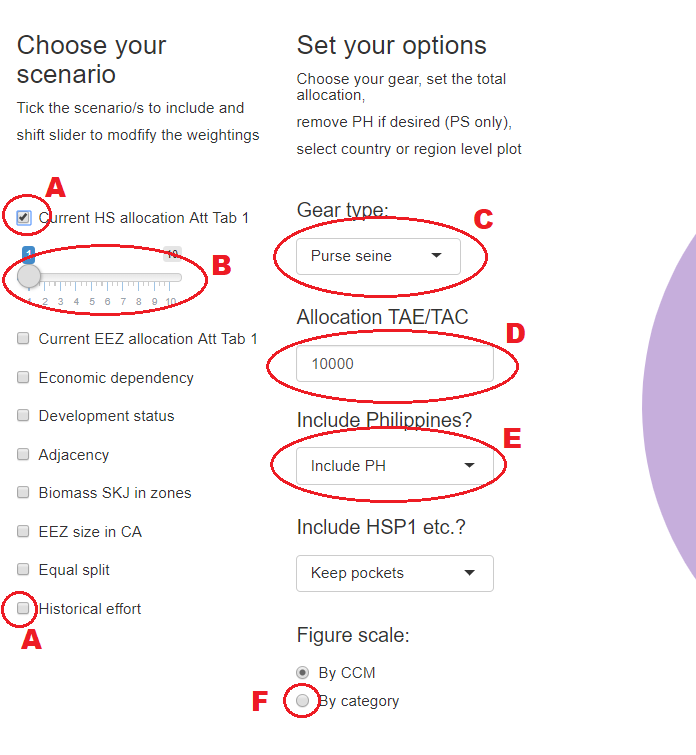 Choose your
scenario
Tick the scenario/s to include and
shift slider to modfify the weightings
A
Current HS allocation Att Tab 1
1 10
B
1 2 3 4 5 6 7 8 9 10
Current EEZ allocation Att Tab 1
Economic dependency
Development status
Adjacency
Biomass SKJ in zones
EEZ size in CA
Equal split
Historical effort
A
Set your options
Choose your gear, set the total
allocation,
remove PH if desired (PS only),
select country or region level plot
Gear type:
C
Purse seine
Allocation TAE/TAC
D
10000
Include Philippines?
E
Include PH
Include HSP1 etc.?
Keep pockets
Figure scale:
By CCM
F
By category